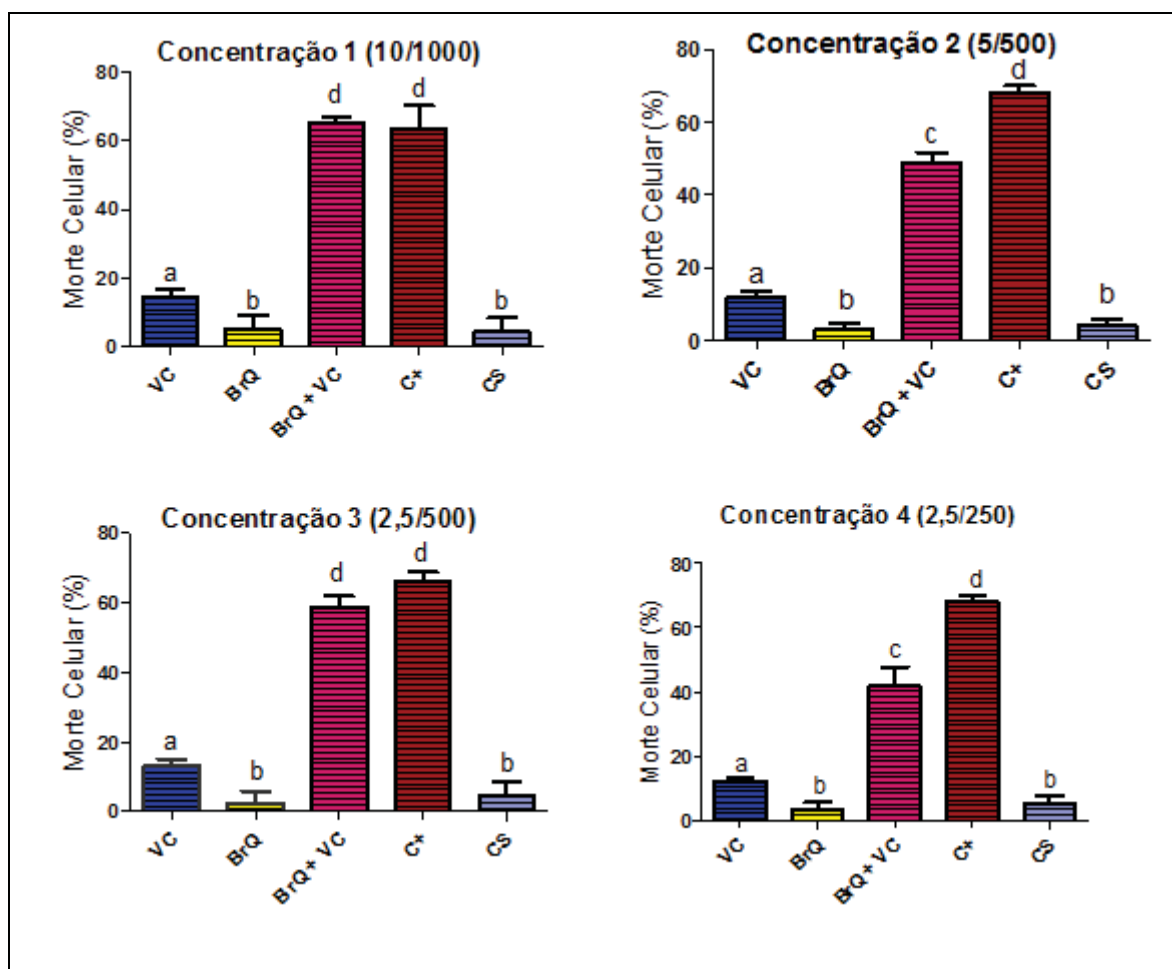 Concentração 1 (10/1000)
Morte Celular (%)
80
60
40
20
0
a
b
d
d
b
VC
BrQ
BrQ + VC
C+
CS
Concentração 2 (5/500)
Morte Celular (%)
80
60
40
20
0
a
b
c
d
b
VC
BrQ
BrQ + VC
C+
CS
Concentração 3 (2,5/500)
Morte Celular (%)
80
60
40
20
0
a
b
d
d
b
VC
BrQ
BrQ + VC
C+
CS
Concentração 4 (2,5/250)
Morte Celular (%)
80
60
40
20
0
a
b
c
d
b
VC
BrQ
BrQ + VC
C+
CS